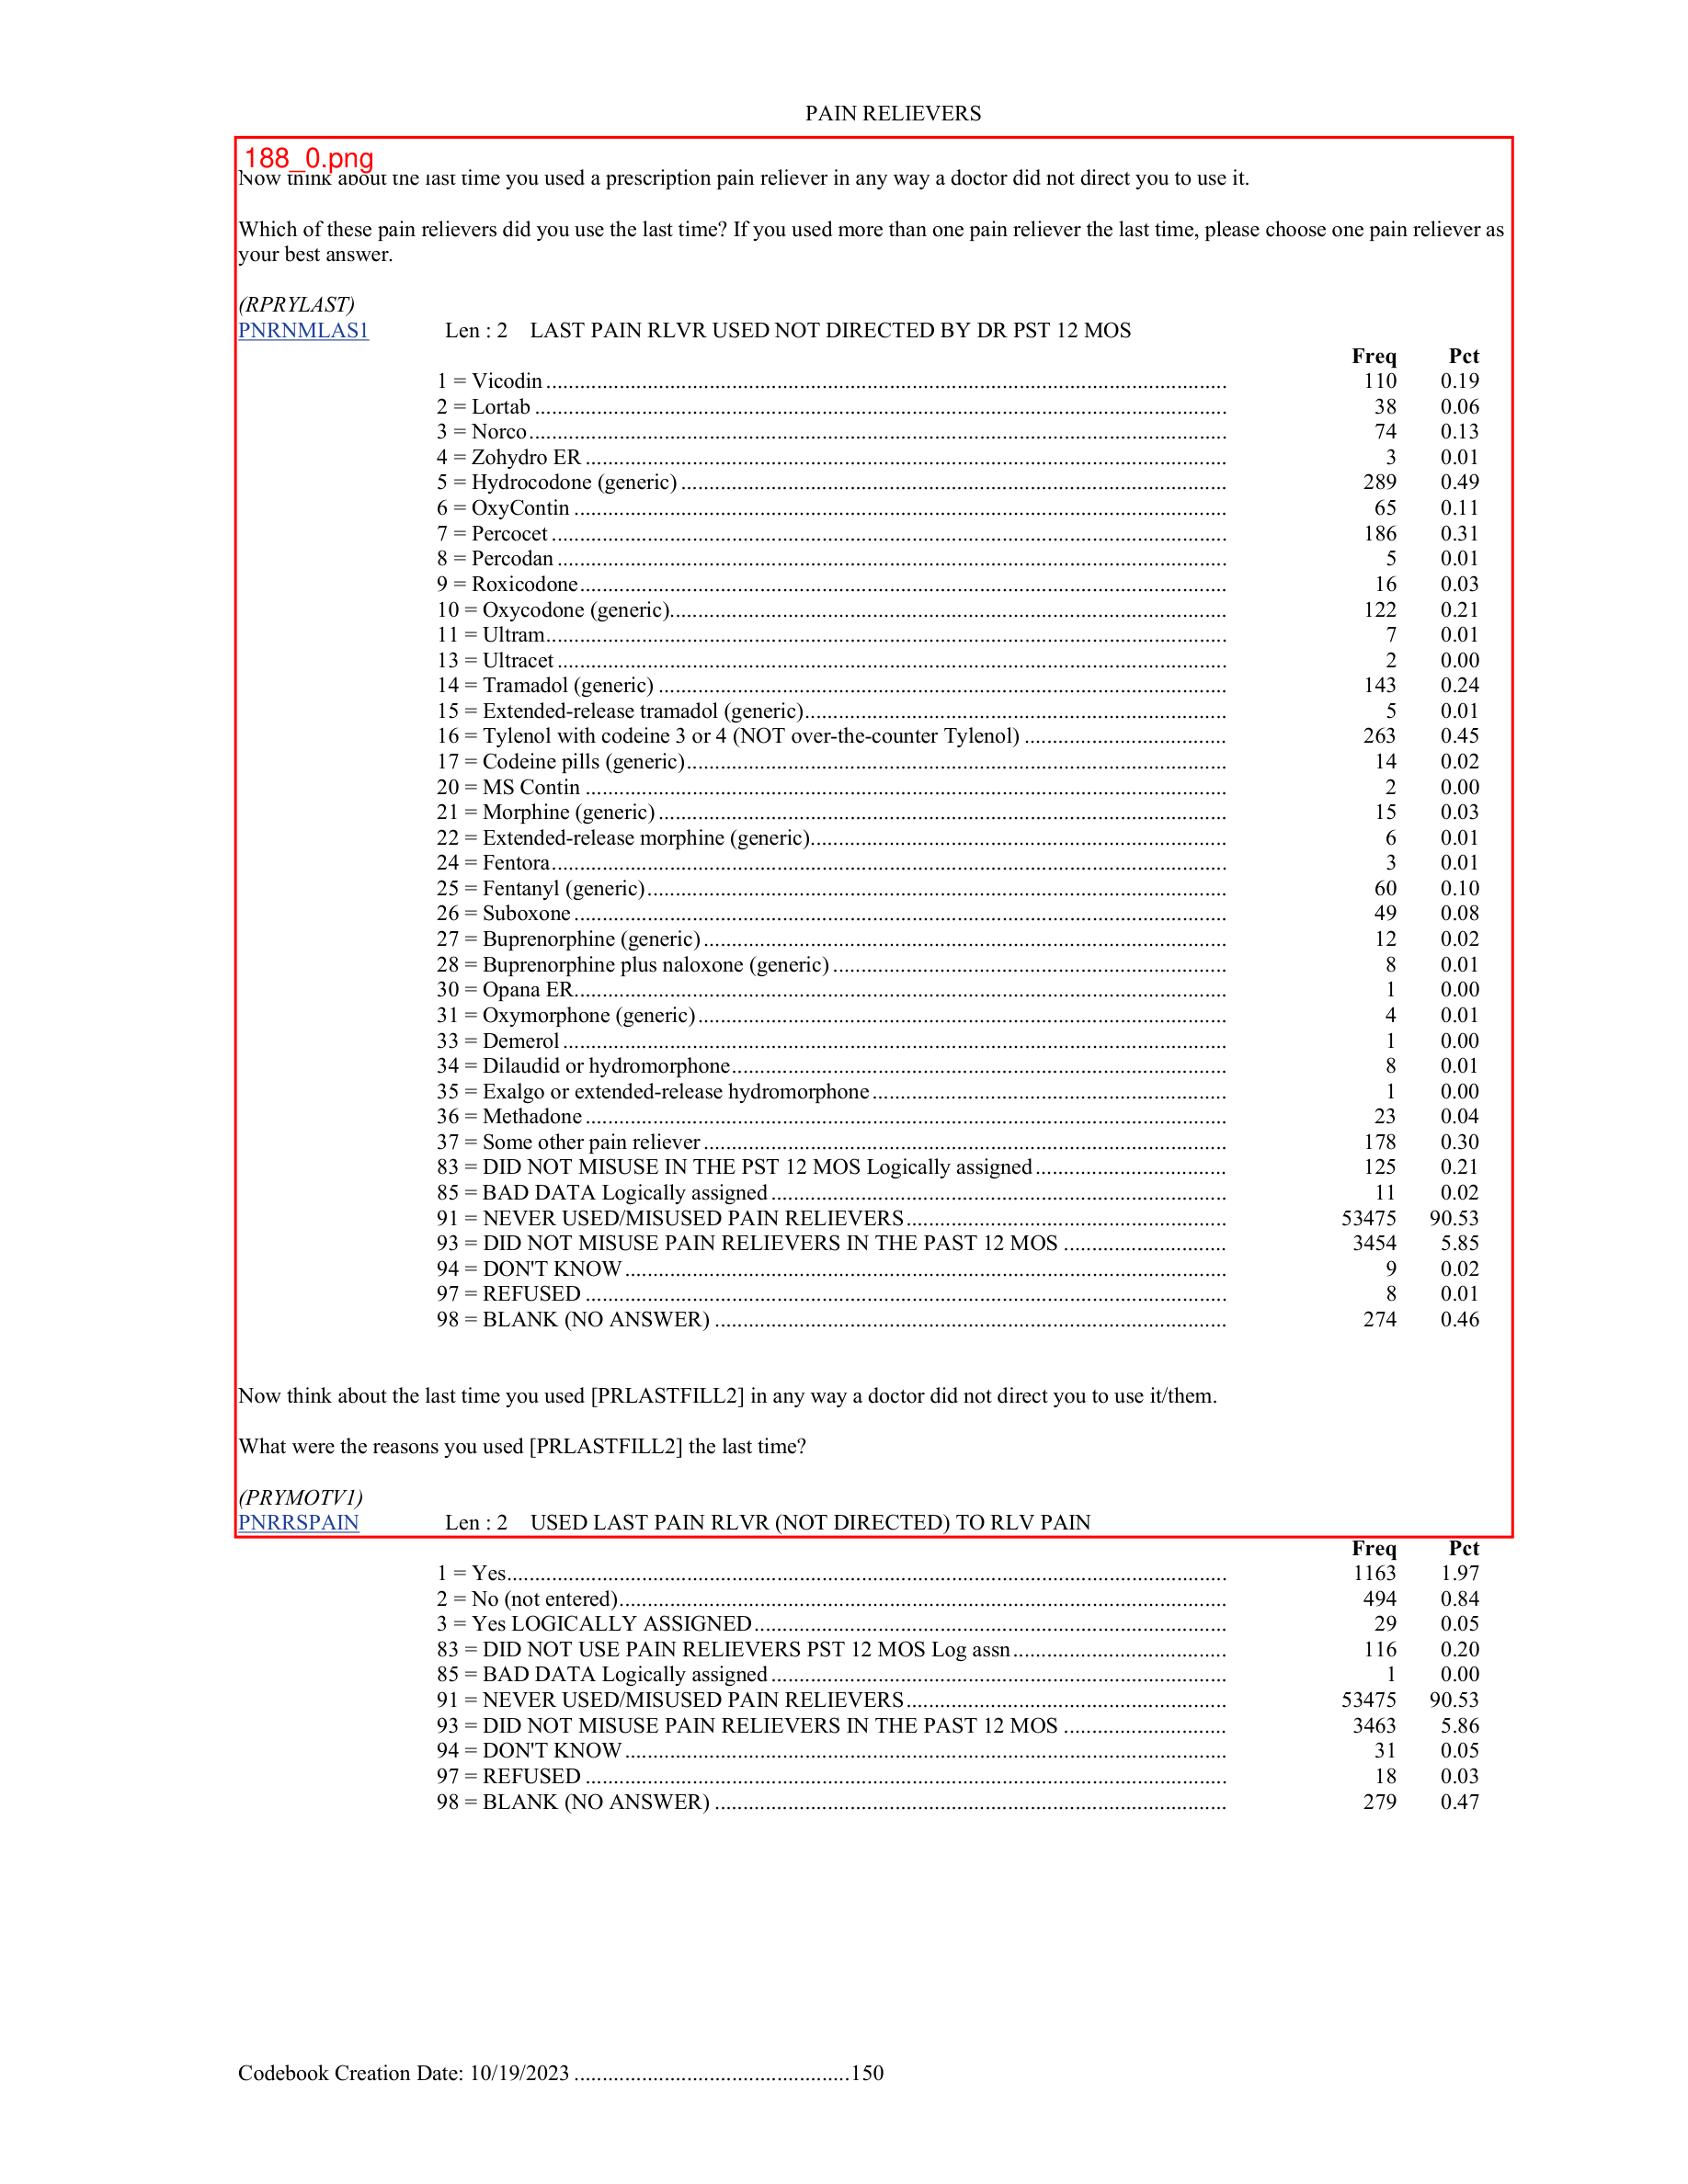 PAIN RELIEVERS
188_0.png
Now think about the last time you used a prescription pain reliever in any way a doctor did not direct you to use it.
Which of these pain relievers did you use the last time? If you used more than one pain reliever the last time, please choose one pain reliever as
your best answer.
(RPRYLAST)
PNRNMLAS1 Len : 2 LAST PAIN RLVR USED NOT DIRECTED BY DR PST 12 MOS
Freq Pct
1 = Vicodin 110 0.19
2 = Lortab 38 0.06
3 = Norco 74 0.13
4 = Zohydro ER 3 0.01
5 = Hydrocodone (generic) 289 0.49
6 = OxyContin 65 0.11
7 = Percocet 186 0.31
8 = Percodan 5 0.01
9 = Roxicodone 16 0.03
10 = Oxycodone (generic) 122 0.21
11 = Ultram 7 0.01
13 = Ultracet 2 0.00
14 = Tramadol (generic) 143 0.24
15 = Extended-release tramadol (generic) 5 0.01
16 = Tylenol with codeine 3 or 4 (NOT over-the-counter Tylenol) 263 0.45
17 = Codeine pills (generic) 14 0.02
20 = MS Contin 2 0.00
21 = Morphine (generic) 15 0.03
22 = Extended-release morphine (generic) 6 0.01
24 = Fentora 3 0.01
25 = Fentanyl (generic) 60 0.10
26 = Suboxone 49 0.08
27 = Buprenorphine (generic) 12 0.02
28 = Buprenorphine plus naloxone (generic) 8 0.01
30 = Opana ER 1 0.00
31 = Oxymorphone (generic) 4 0.01
33 = Demerol 1 0.00
34 = Dilaudid or hydromorphone 8 0.01
35 = Exalgo or extended-release hydromorphone 1 0.00
36 = Methadone 23 0.04
37 = Some other pain reliever 178 0.30
83 = DID NOT MISUSE IN THE PST 12 MOS Logically assigned 125 0.21
85 = BAD DATA Logically assigned 11 0.02
91 = NEVER USED/MISUSED PAIN RELIEVERS 53475 90.53
93 = DID NOT MISUSE PAIN RELIEVERS IN THE PAST 12 MOS 3454 5.85
94 = DON'T KNOW 9 0.02
97 = REFUSED 8 0.01
98 = BLANK (NO ANSWER) 274 0.46
Now think about the last time you used [PRLASTFILL2] in any way a doctor did not direct you to use it/them.
What were the reasons you used [PRLASTFILL2] the last time?
(PRYMOTV1)
PNRRSPAIN Len : 2 USED LAST PAIN RLVR (NOT DIRECTED) TO RLV PAIN
Freq Pct
1 = Yes 1163 1.97
2 = No (not entered) 494 0.84
3 = Yes LOGICALLY ASSIGNED 29 0.05
83 = DID NOT USE PAIN RELIEVERS PST 12 MOS Log assn 116 0.20
85 = BAD DATA Logically assigned 1 0.00
91 = NEVER USED/MISUSED PAIN RELIEVERS 53475 90.53
93 = DID NOT MISUSE PAIN RELIEVERS IN THE PAST 12 MOS 3463 5.86
94 = DON'T KNOW 31 0.05
97 = REFUSED 18 0.03
98 = BLANK (NO ANSWER) 279 0.47
Codebook Creation Date: 10/19/2023 150